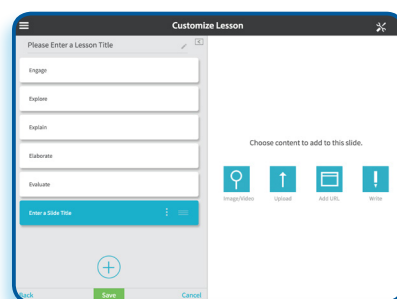 Customize Lesson
Please Enter a Lesson Title
Engage
Explore
Explain
Elaborate
Evaluate
Enter a Slide Title
Back
Save
Cancel
Choose content to add to this slide.
Image/Video
Upload
Add URL
Write